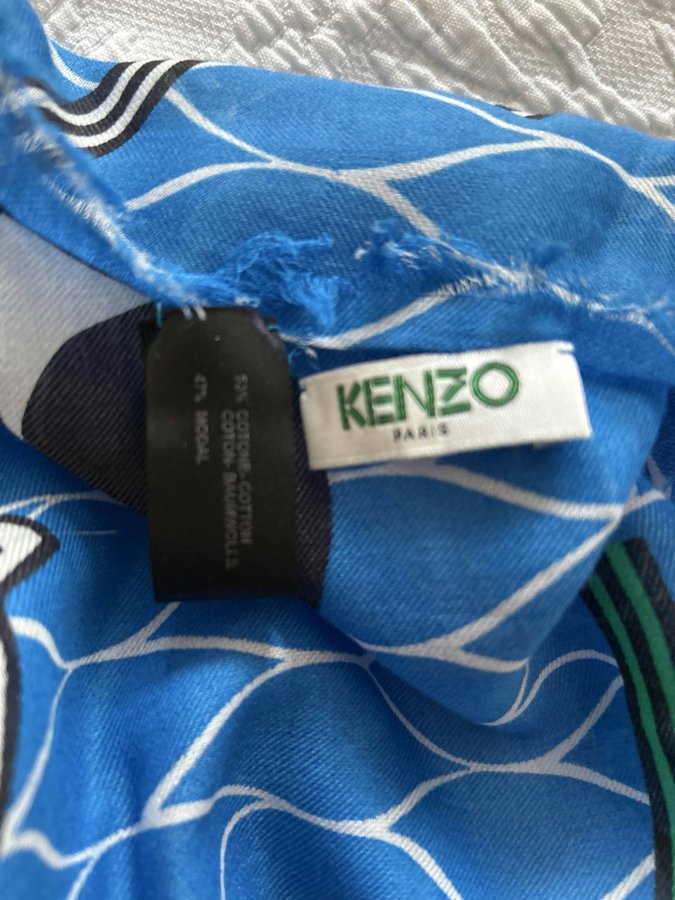 KENZO
PARIS
53% COTONE-COTTON
COTON-BAUMWOLLE
47% MODAL